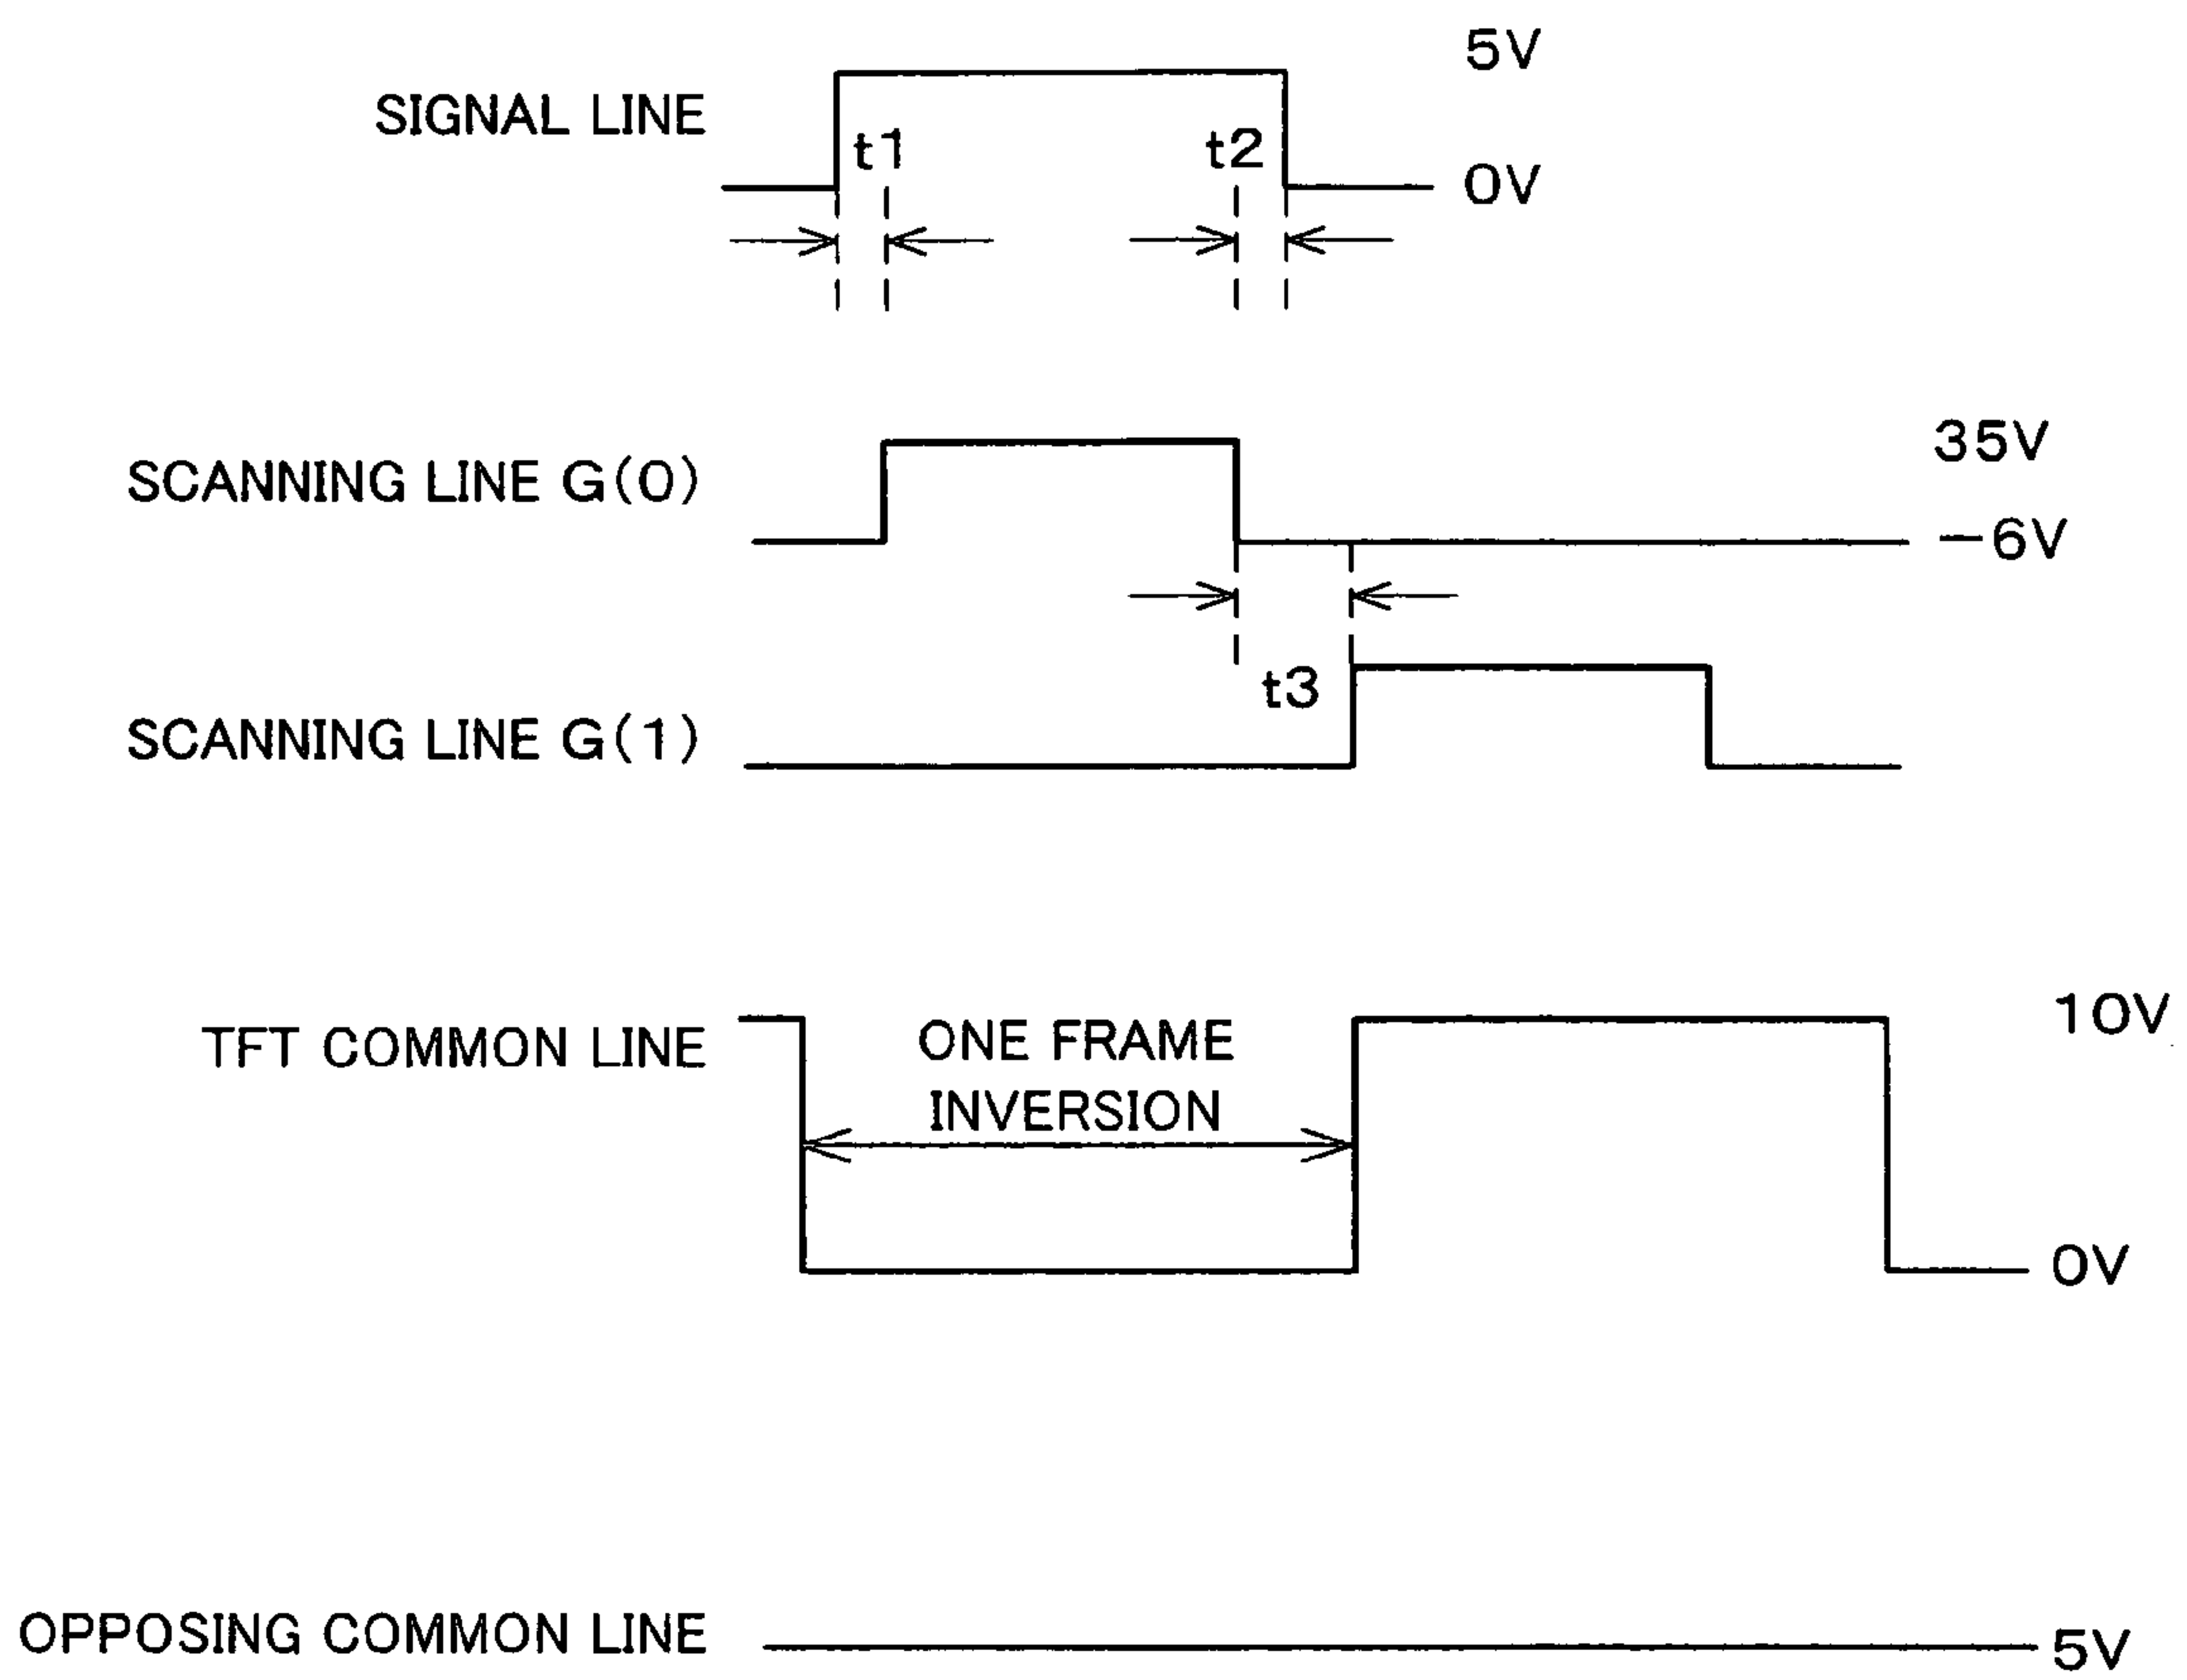 5V
SIGNAL LINE
t1
t2
0V
35V
SCANNING LINE G(0)
−6V
t3
SCANNING LINE G(1)
10V
TFT COMMON LINE
ONE FRAME
INVERSION
0V
OPPOSING COMMON LINE
5V